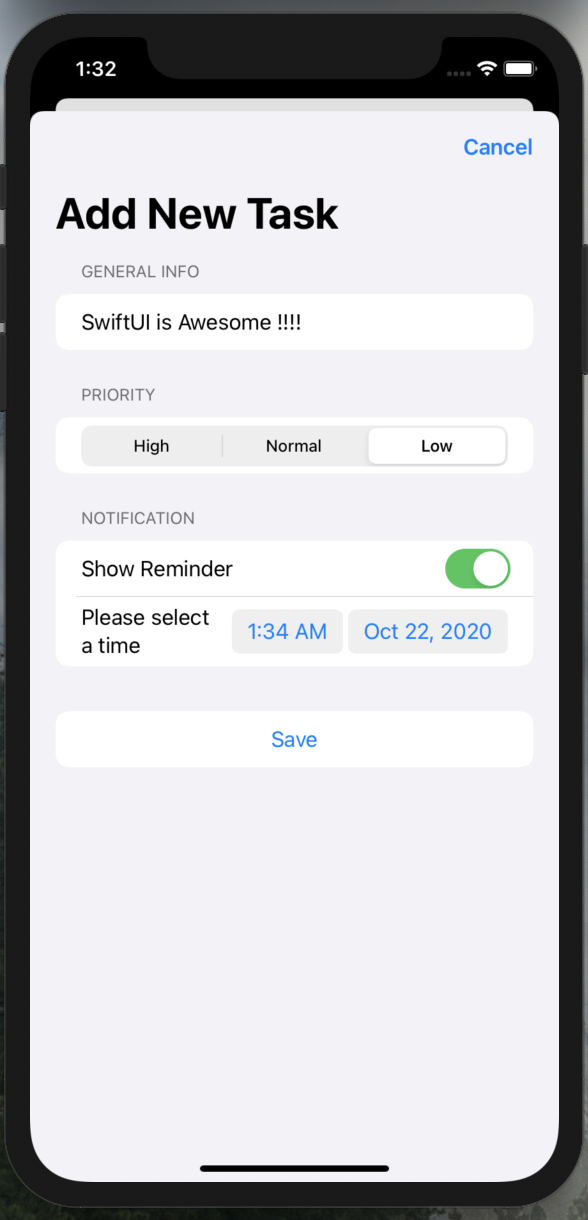 1:32
Cancel
Add New Task
GENERAL INFO
SwiftUI is Awesome !!!!
PRIORITY
High Normal Low
NOTIFICATION
Show Reminder
Please select
a time
1:34 AM Oct 22, 2020
Save